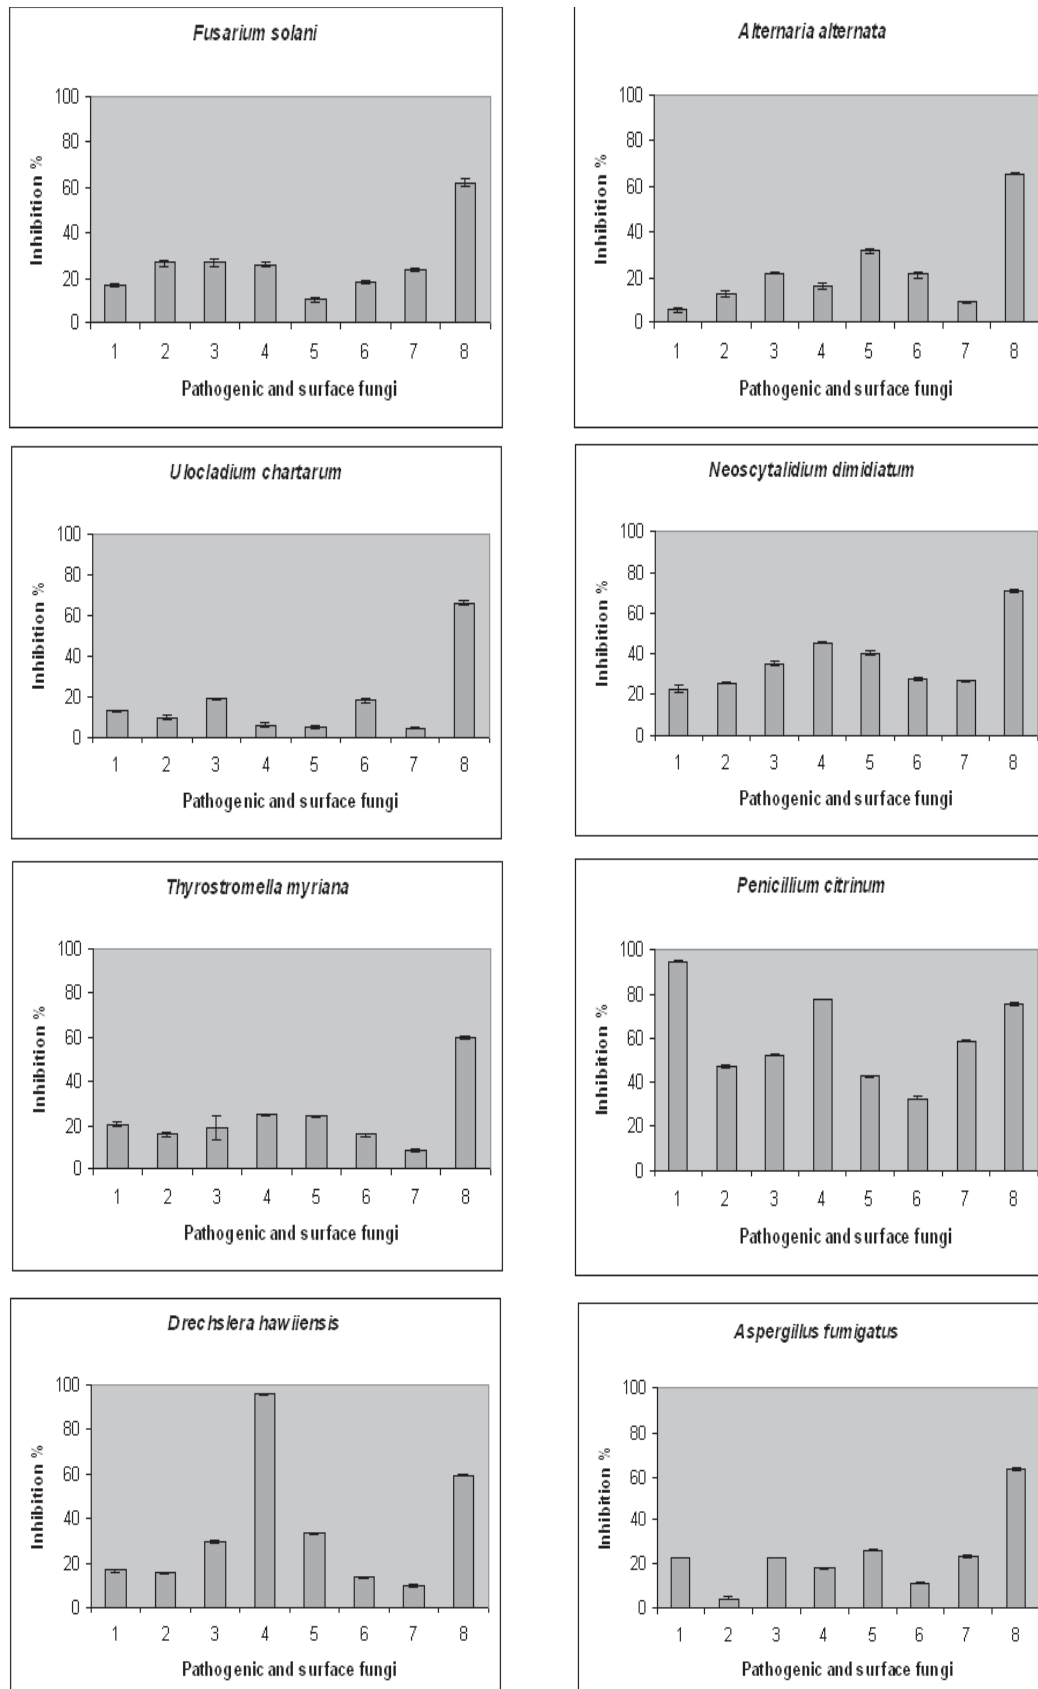 Fusarium solani
100
80
60
40
20
0
Inhibition %
1 2 3 4 5 6 7 8
Pathogenic and surface fungi
Alternaria alternata
100
80
60
40
20
0
Inhibition %
1 2 3 4 5 6 7 8
Pathogenic and surface fungi
Ulocladium chartarum
100
80
60
40
20
0
Inhibition %
1 2 3 4 5 6 7 8
Pathogenic and surface fungi
Neoscytalidium dimidiatum
100
80
60
40
20
0
Inhibition %
1 2 3 4 5 6 7 8
Pathogenic and surface fungi
Thyrostromella myriana
100
80
60
40
20
0
Inhibition %
1 2 3 4 5 6 7 8
Pathogenic and surface fungi
Penicillium citrinum
100
80
60
40
20
0
Inhibition %
1 2 3 4 5 6 7 8
Pathogenic and surface fungi
Drechslera hawiiensis
100
80
60
40
20
0
Inhibition %
1 2 3 4 5 6 7 8
Pathogenic and surface fungi
Aspergillus fumigatus
100
80
60
40
20
0
Inhibition %
1 2 3 4 5 6 7 8
Pathogenic and surface fungi